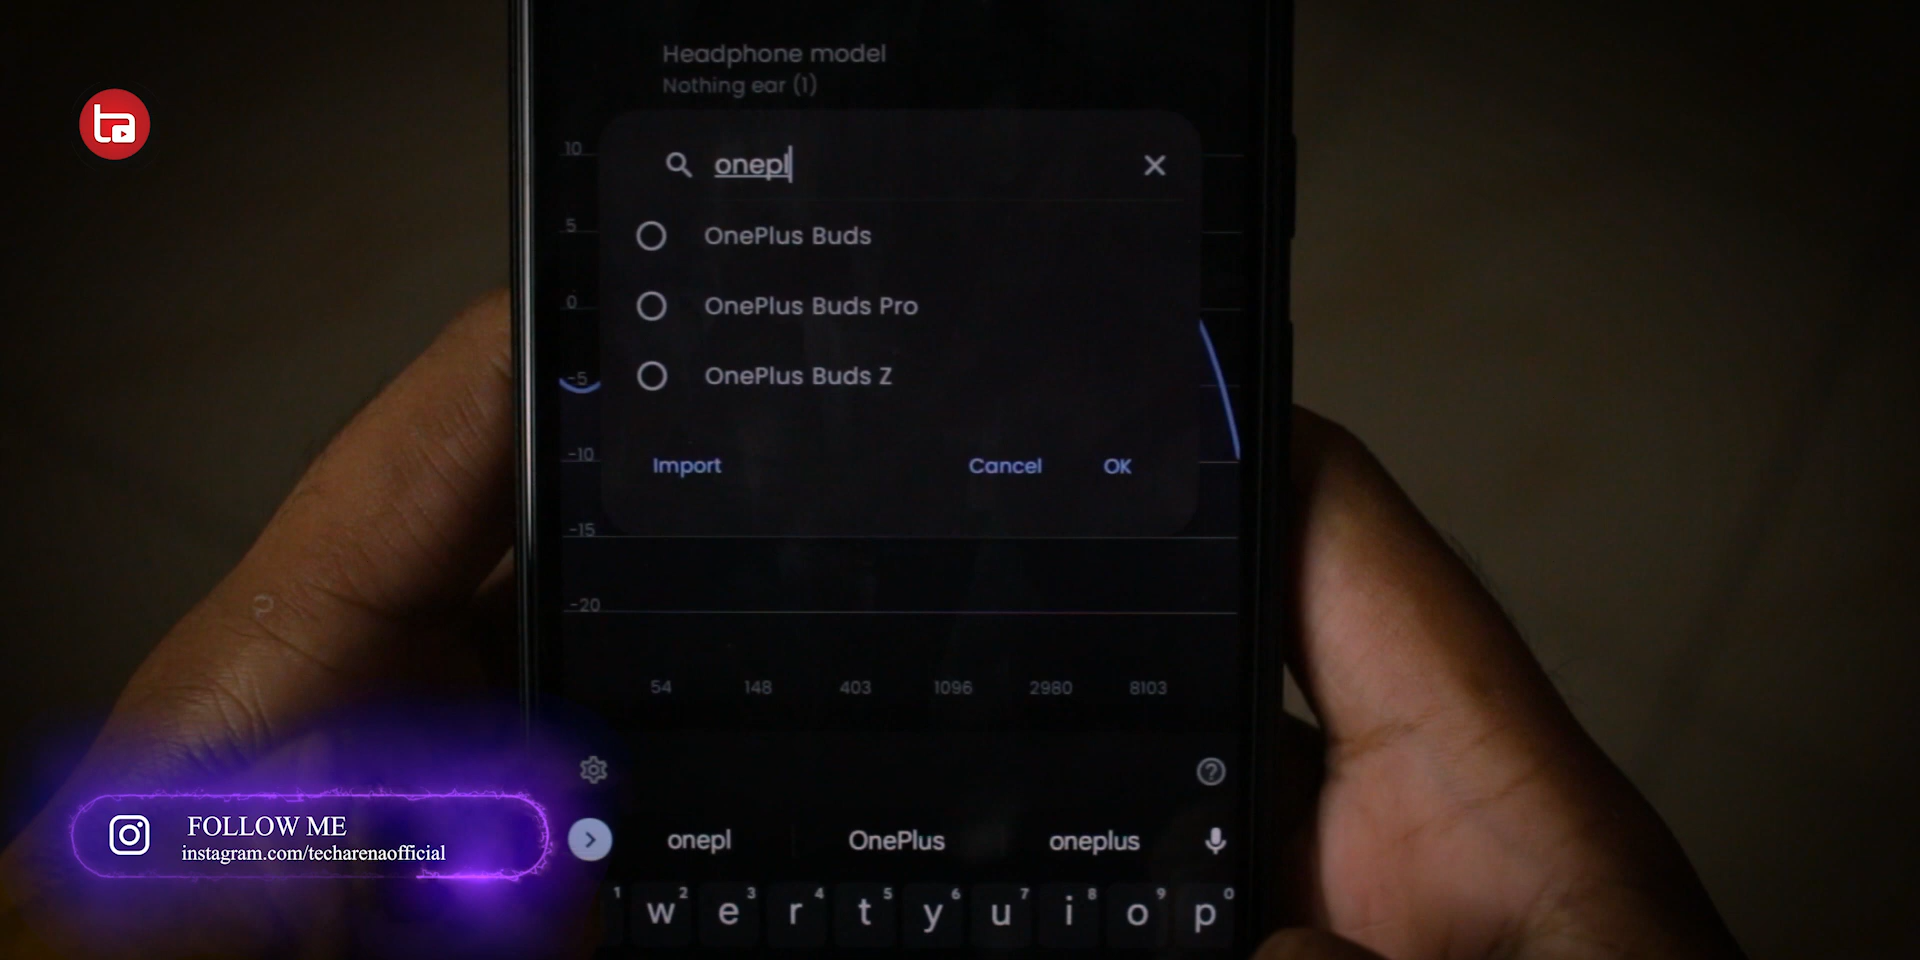 Headphone model
Nothing ear (1)
ta
10
onepl
5
OnePlus Buds
0
OnePlus Buds Pro
-5
OnePlus Buds Z
-10
Import Cancel OK
-15
-20
54 148 403 1096 2980 8103
FOLLOW ME
instagram.com/techarenaofficial
onepl OnePlus oneplus
1 w 2 e 3 r 4 t 5 y 6 u 7 i 8 o 9 p 0